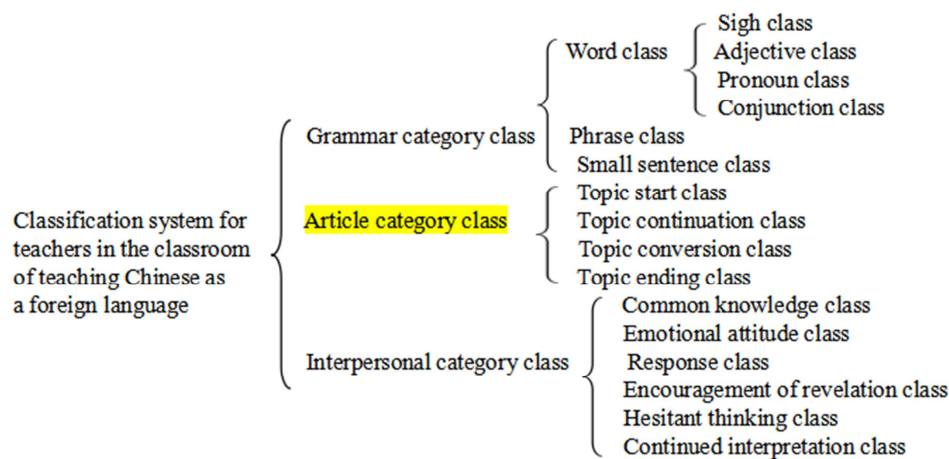 Classification system for
teachers in the classroom
of teaching Chinese as
a foreign language
Grammar category class
Word class
Sigh class
Adjective class
Pronoun class
Conjunction class
Phrase class
Small sentence class
Article category class
Topic start class
Topic continuation class
Topic conversion class
Topic ending class
Interpersonal category class
Common knowledge class
Emotional attitude class
Response class
Encouragement of revelation class
Hesitant thinking class
Continued interpretation class